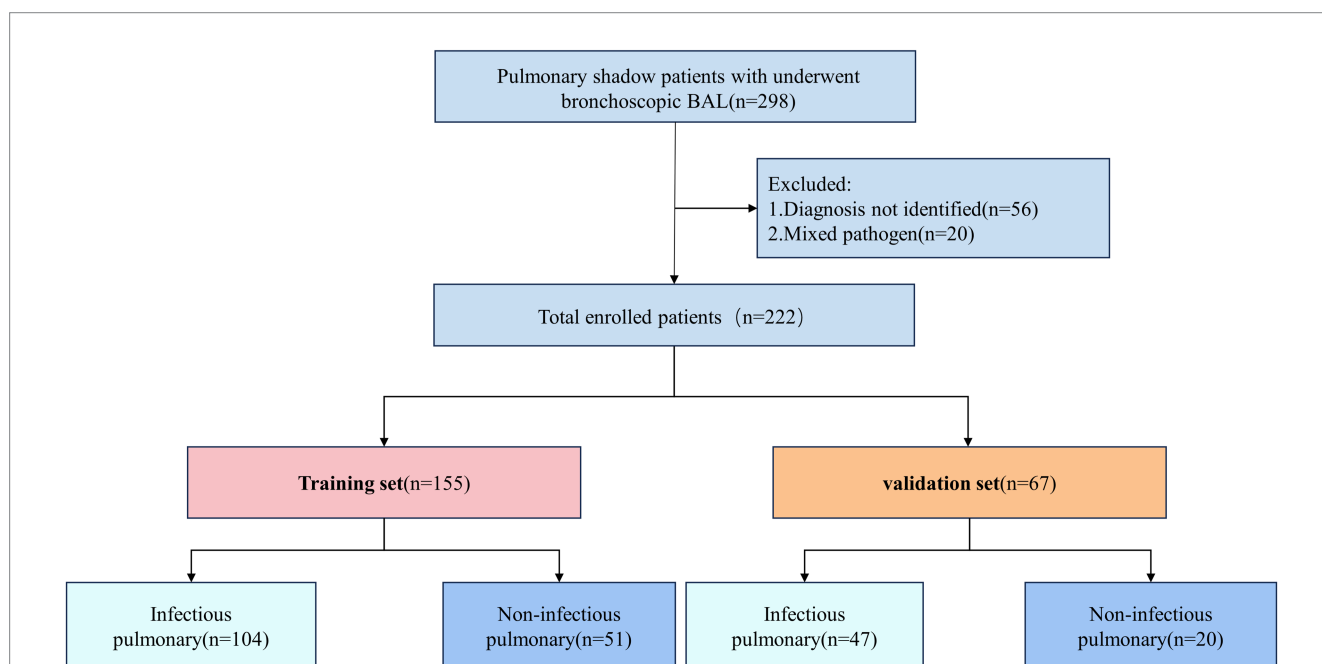 Pulmonary shadow patients with underwent
bronchoscopic BAL(n=298)
Excluded:
1.Diagnosis not identified(n=56)
2.Mixed pathogen(n=20)
Total enrolled patients（n=222）
Training set(n=155)
validation set(n=67)
Infectious
pulmonary(n=104)
Non-infectious
pulmonary(n=51)
Infectious
pulmonary(n=47)
Non-infectious
pulmonary(n=20)